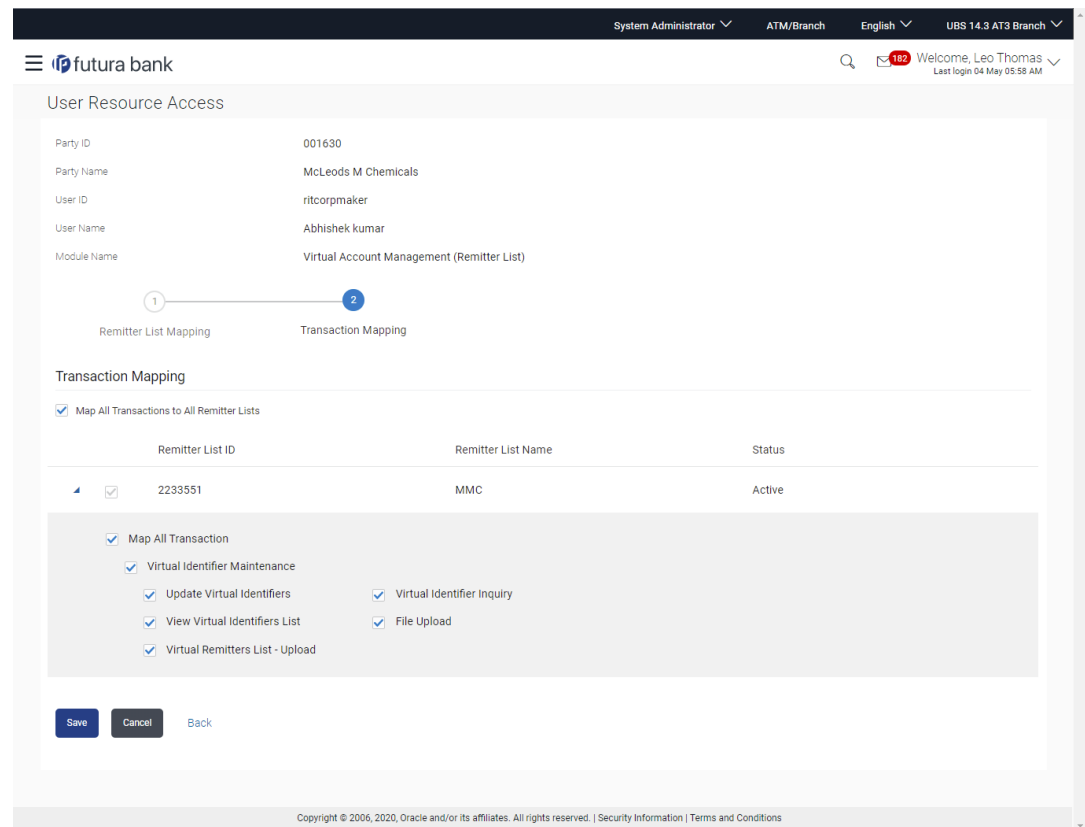 System Administrator ATM/Branch English UBS 14.3 AT3 Branch
futura bank 182 Welcome, Leo Thomas
Last login 04 May 05:58 AM
User Resource Access
Party ID 001630
Party Name McLeods M Chemicals
User ID ritcorpmaker
User Name Abhishek kumar
Module Name Virtual Account Management (Remitter List)
1 2
Remitter List Mapping Transaction Mapping
Transaction Mapping
Map All Transactions to All Remitter Lists
Remitter List ID Remitter List Name Status
2233551 MMC Active
Map All Transaction
Virtual Identifier Maintenance
Update Virtual Identifiers Virtual Identifier Inquiry
View Virtual Identifiers List File Upload
Virtual Remitters List - Upload
Save Cancel Back
Copyright © 2006, 2020, Oracle and/or its affiliates. All rights reserved. | Security Information | Terms and Conditions